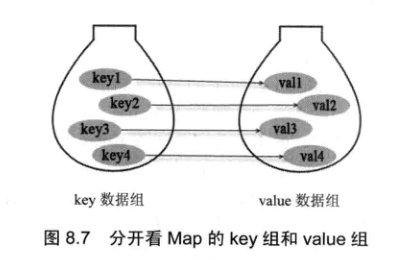 key1 val1
key2 val2
key3 val3
key4 val4
key 数据组 value 数据组
图 8.7 分开看 Map 的 key 组和 value 组